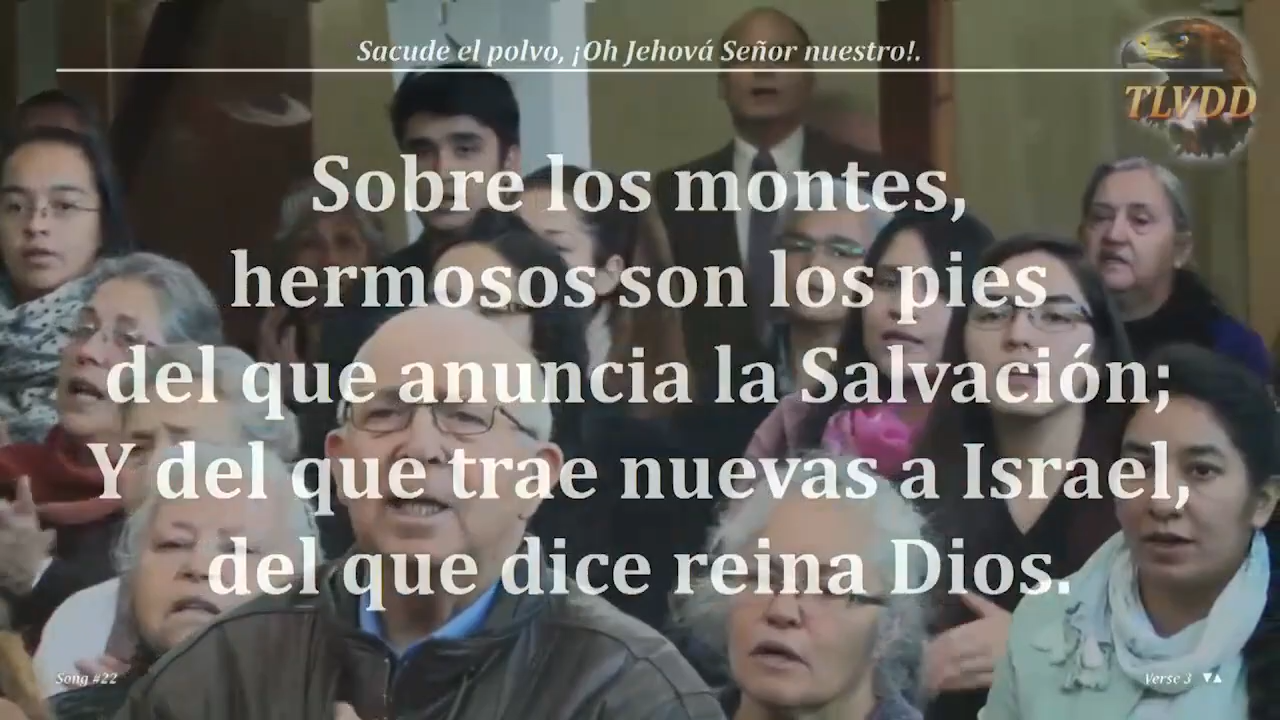 Sacude el polvo, ¡Oh Jehová Señor nuestro!.
TLVDD
Sobre los montes,
hermosos son los pies
del que anuncia la Salvación;
Y del que trae nuevas a Israel,
del que dice reina Dios.
Song #22
Verse 3 ▼▲